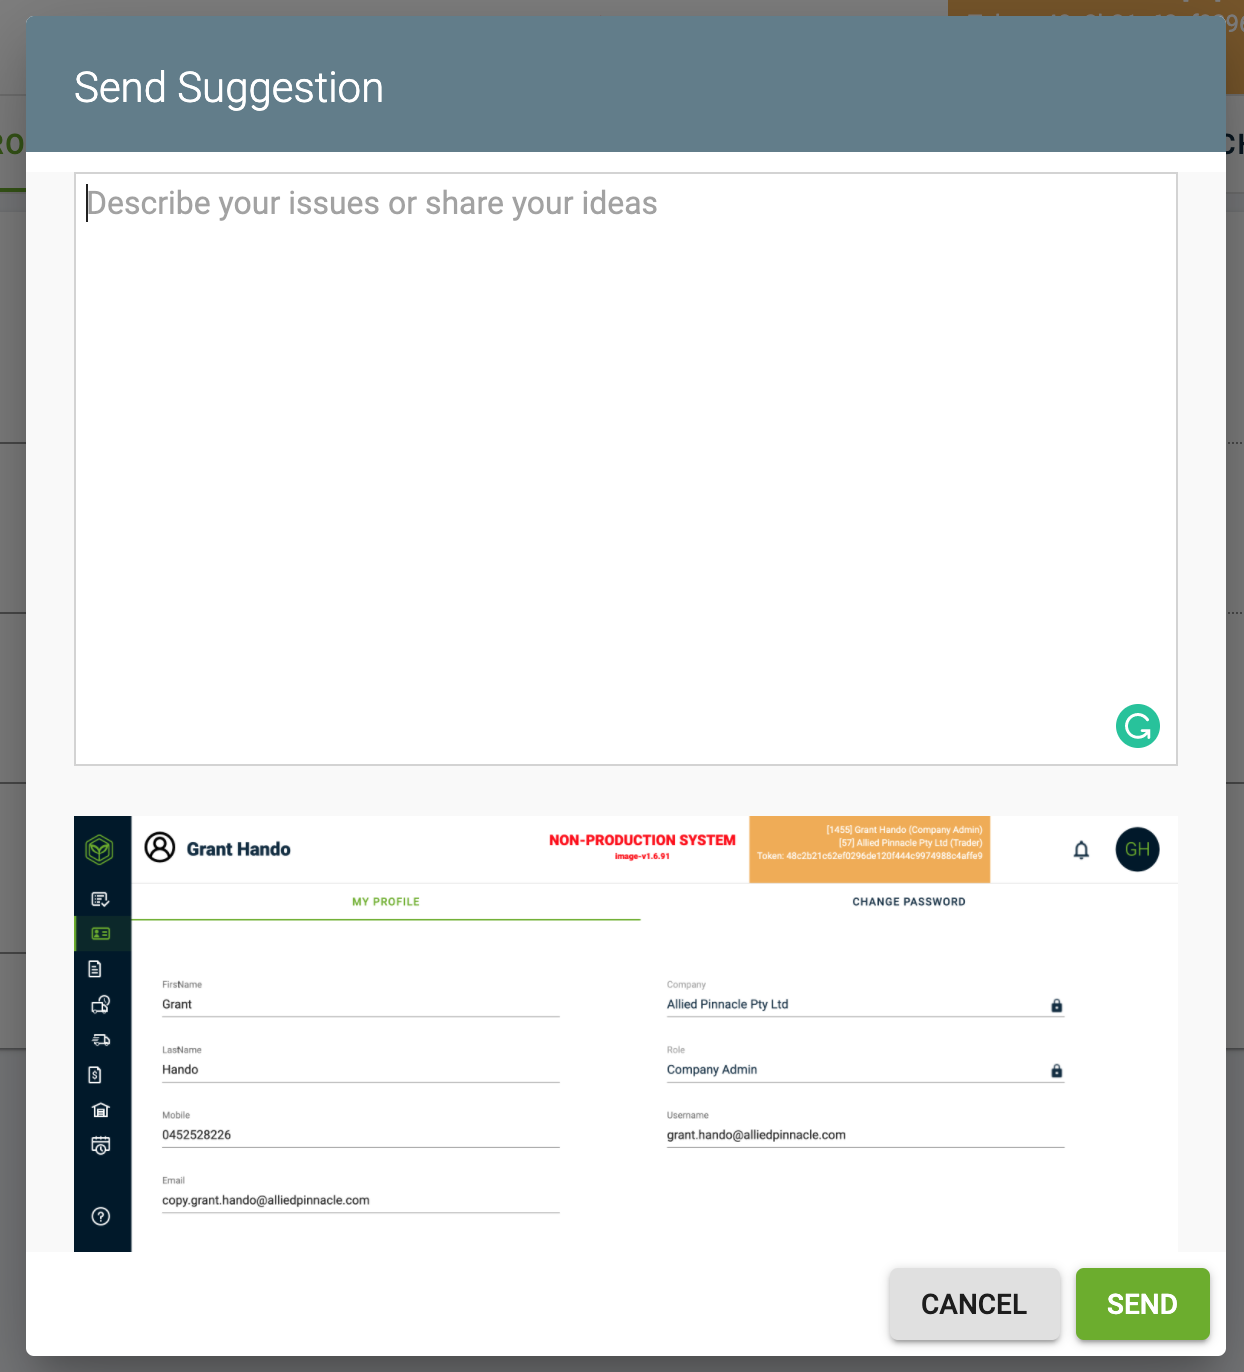 Send Suggestion
Describe your issues or share your ideas
Grant Hando
NON-PRODUCTION SYSTEM
image-v1.6.91
[1455] Grant Hando (Company Admin)
[57] Allied Pinnacle Pty Ltd (Trader)
Token: 48c2b21c62ef0296de120f444c9974988c4affe9
GH
MY PROFILE
CHANGE PASSWORD
FirstName
Grant
Company
Allied Pinnacle Pty Ltd
LastName
Hando
Role
Company Admin
Mobile
0452528226
Username
grant.hando@alliedpinnacle.com
Email
copy.grant.hando@alliedpinnacle.com
CANCEL
SEND